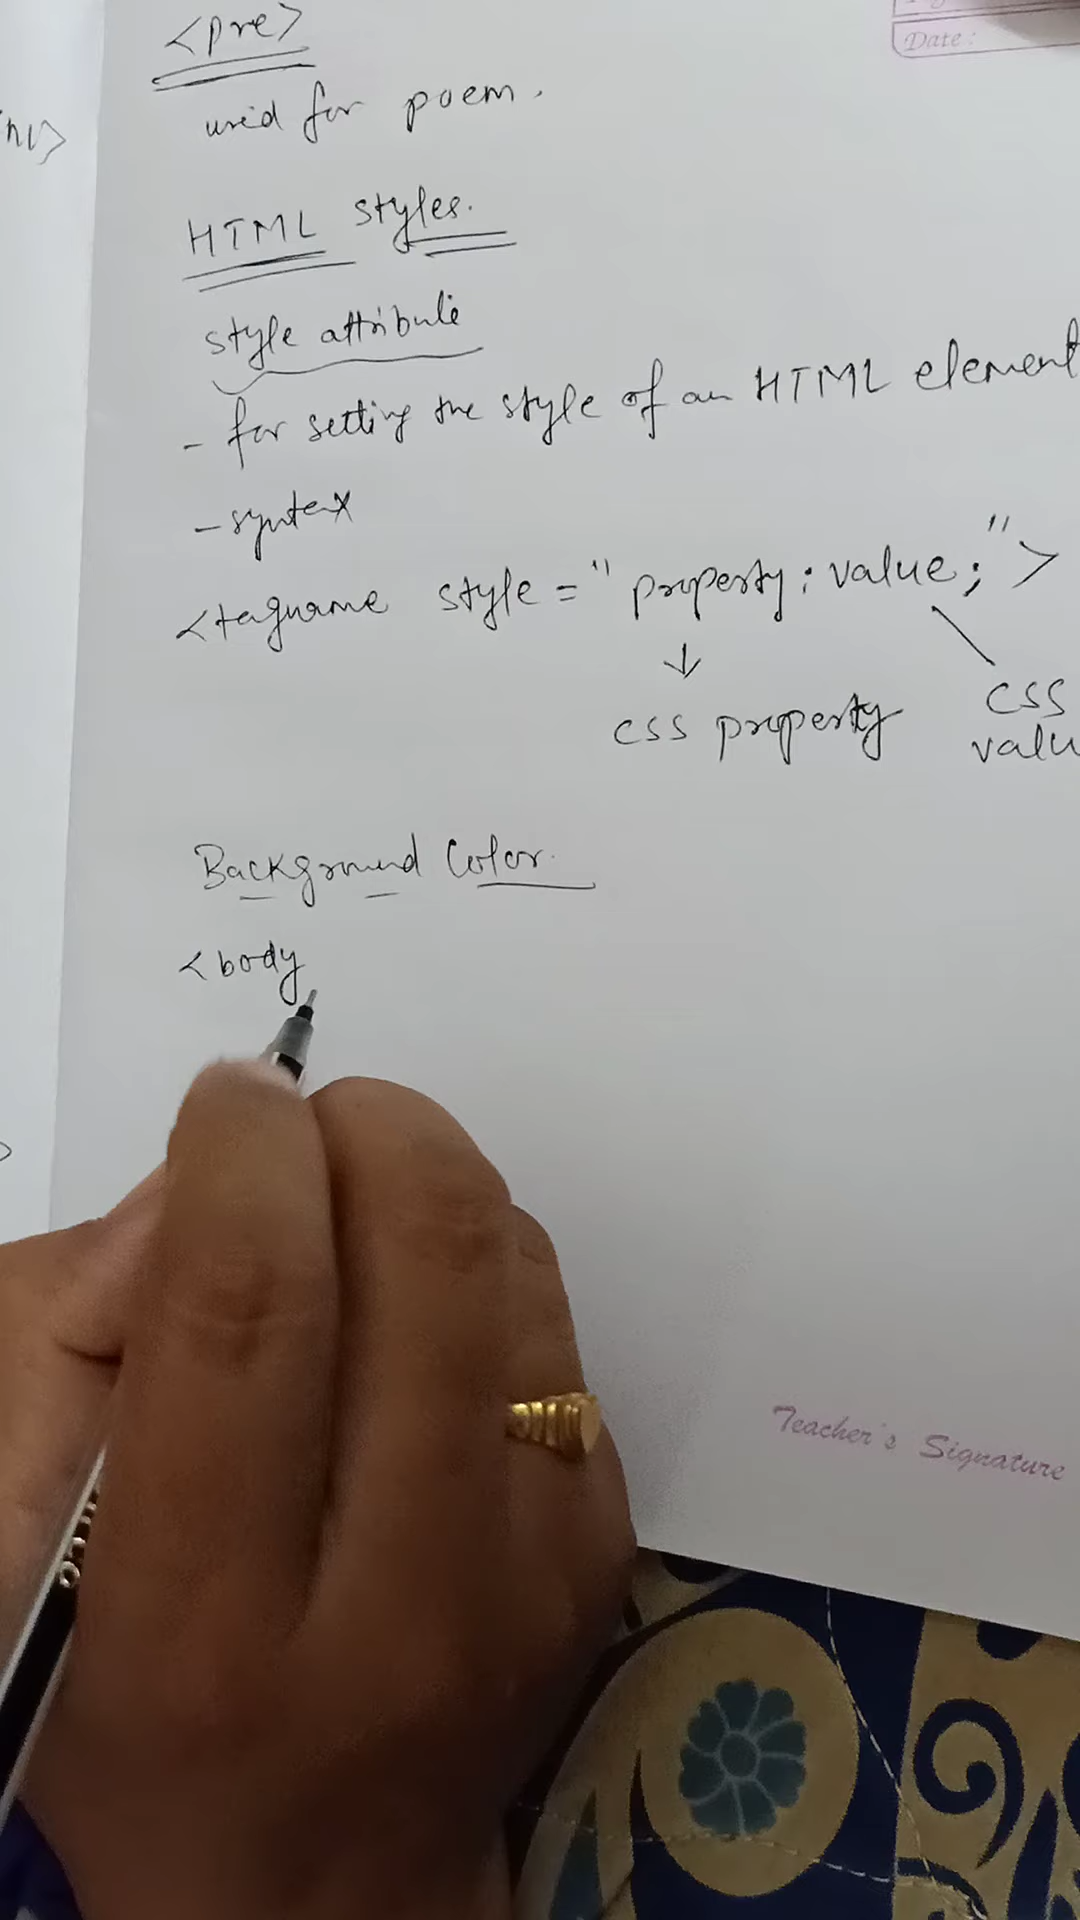 <pre>
Date :
used for poem.
HTML styles.
style attribute
- for setting the style of an HTML element
- syntax
<tagname style = "property : value ;">
↓
css property
css
valu
Background Color.
<body
Teacher's Signature